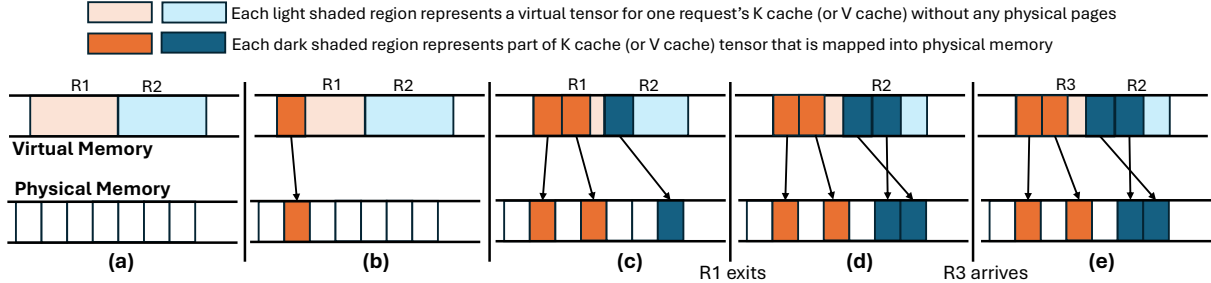 Each light shaded region represents a virtual tensor for one request's K cache (or V cache) without any physical pages
Each dark shaded region represents part of K cache (or V cache) tensor that is mapped into physical memory
R1 R2
R2
R1 R2
R2
R3 R2
Virtual Memory
Physical Memory
(a) (b) (c) (d) (e)
R1 exits R3 arrives